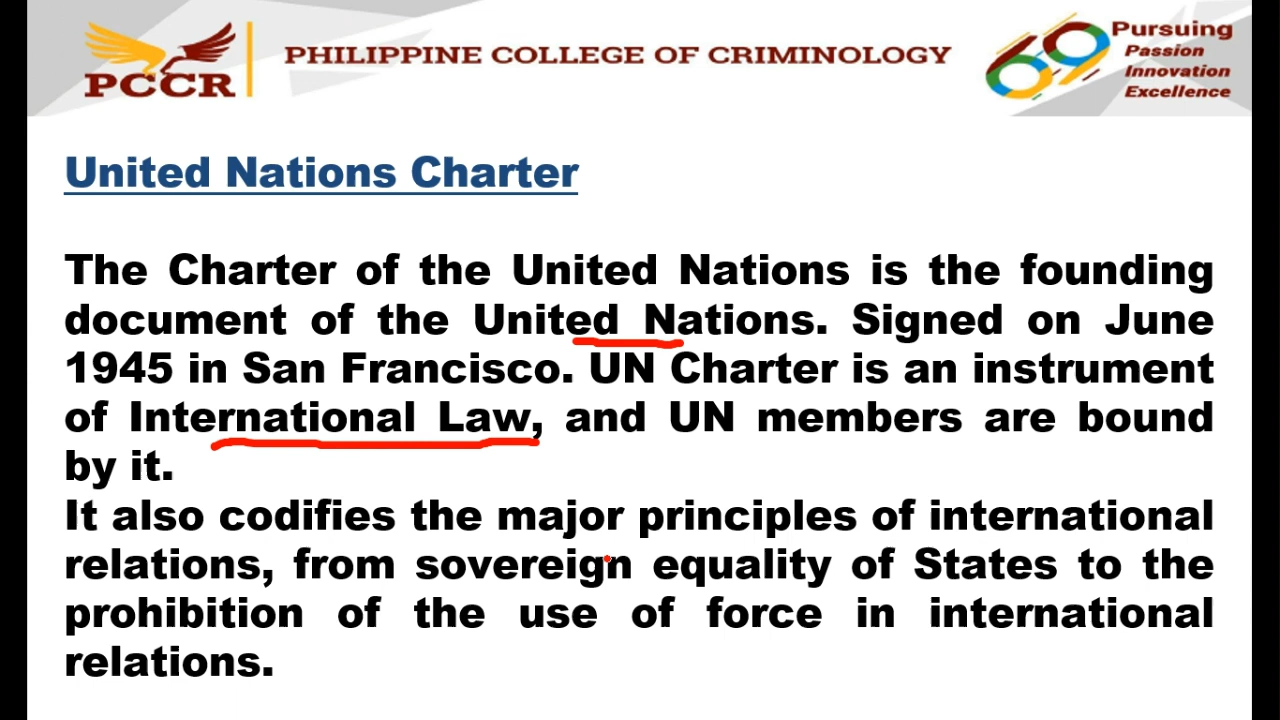 PCCR
PHILIPPINE COLLEGE OF CRIMINOLOGY
69
Pursuing
Passion
Innovation
Excellence
United Nations Charter
The Charter of the United Nations is the founding
document of the United Nations. Signed on June
1945 in San Francisco. UN Charter is an instrument
of International Law, and UN members are bound
by it.
It also codifies the major principles of international
relations, from sovereign equality of States to the
prohibition of the use of force in international
relations.